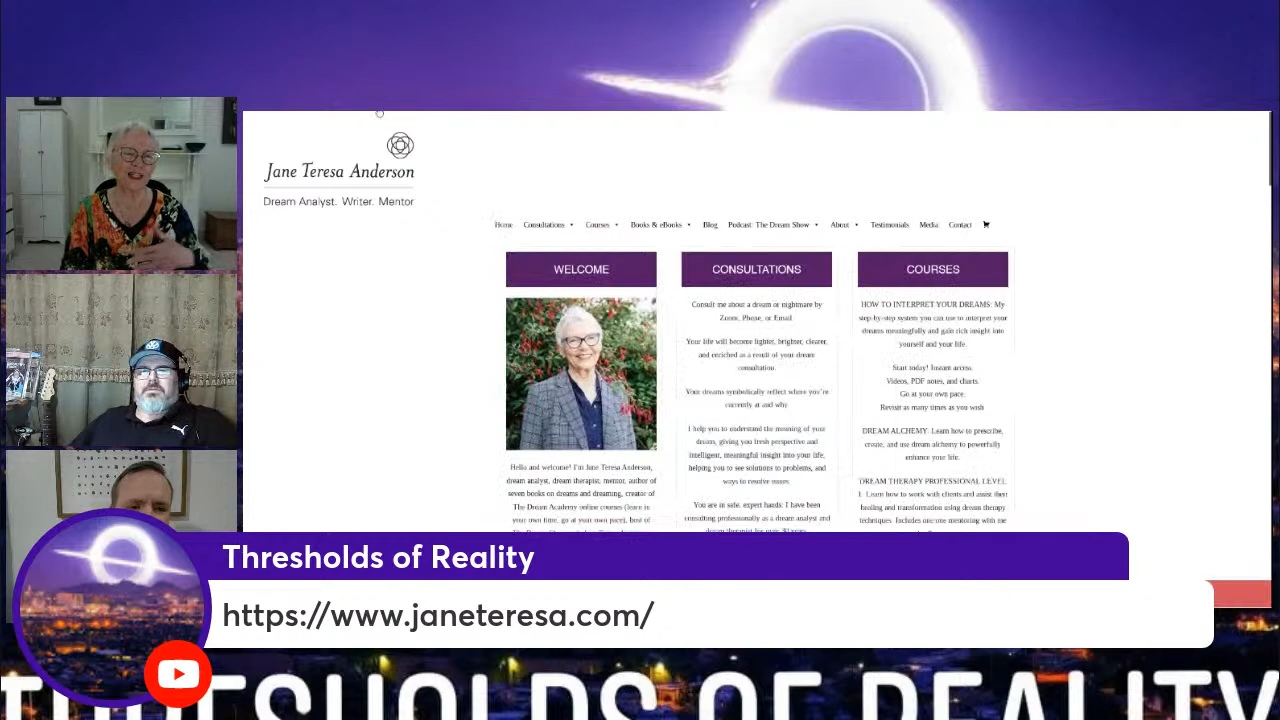 Jane Teresa Anderson
Dream Analyst. Writer. Mentor
Home Consultations Courses Books & eBooks Blog Podcast: The Dream Show About Testimonials Media Contact
WELCOME
Hello and welcome! I'm Jane Teresa Anderson,
dream analyst, dream therapist, mentor, author of
seven books on dreams and dreaming, creator of
The Dream Academy online courses (learn in
your own time, go at your own pace), host of
CONSULTATIONS
Consult me about a dream or nightmare by
Zoom, Phone, or Email
Your life will become lighter, brighter, clearer,
and enriched as a result of your dream
consultation.
Your dreams symbolically reflect where you're
currently at and why.
I help you to understand the meaning of your
dream, giving you fresh perspective and
intelligent, meaningful insight into your life,
helping you to see solutions to problems, and
ways to resolve issues.
You are in safe, expert hands: I have been
consulting professionally as a dream analyst and
dream therapist for over 30 years
COURSES
HOW TO INTERPRET YOUR DREAMS: My
step-by-step system you can use to interpret your
dreams meaningfully and gain rich insight into
yourself and your life.
Start today! Instant access.
Videos, PDF notes, and charts.
Go at your own pace.
Revisit as many times as you wish
DREAM ALCHEMY: Learn how to prescribe,
create, and use dream alchemy to powerfully
enhance your life.
DREAM THERAPY PROFESSIONAL LEVEL
1: Learn how to work with clients and assist their
healing and transformation using dream therapy
techniques. Includes one-one mentoring with me
Thresholds of Reality
https://www.janeteresa.com/
THRESHOLDS OF REALITY